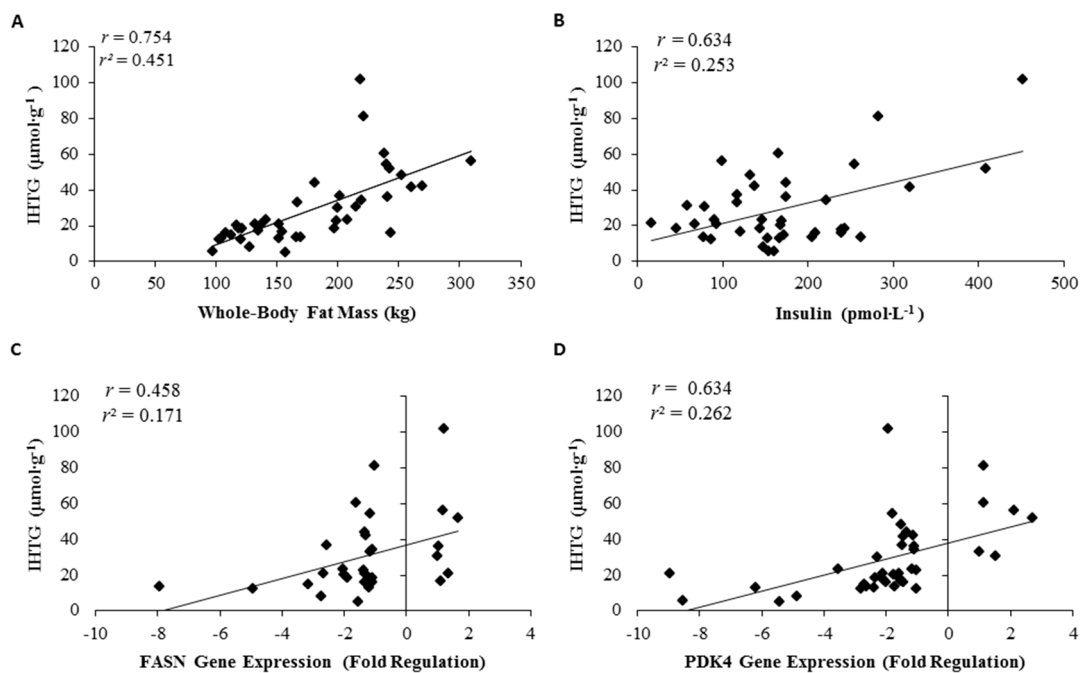 A
r = 0.754
r² = 0.451
120
100
80
60
40
20
0
IHTG (µmol·g⁻¹)
0 50 100 150 200 250 300 350
Whole-Body Fat Mass (kg)
B
r = 0.634
r² = 0.253
120
100
80
60
40
20
0
IHTG (µmol·g⁻¹)
0 100 200 300 400 500
Insulin (pmol·L⁻¹)
C
r = 0.458
r² = 0.171
120
100
80
60
40
20
0
IHTG (µmol·g⁻¹)
-10 -8 -6 -4 -2 0 2 4
FASN Gene Expression (Fold Regulation)
D
r = 0.634
r² = 0.262
120
100
80
60
40
20
0
IHTG (µmol·g⁻¹)
-10 -8 -6 -4 -2 0 2 4
PDK4 Gene Expression (Fold Regulation)